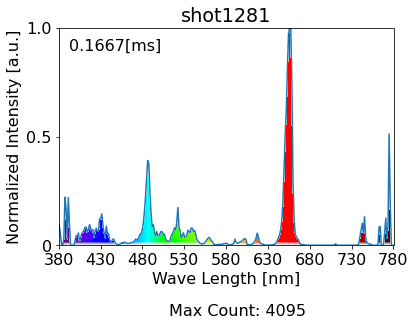 shot1281
0.1667[ms]
Normalized Intensity [a.u.]
1.0
0.5
0
380 430 480 530 580 630 680 730 780
Wave Length [nm]
Max Count: 4095